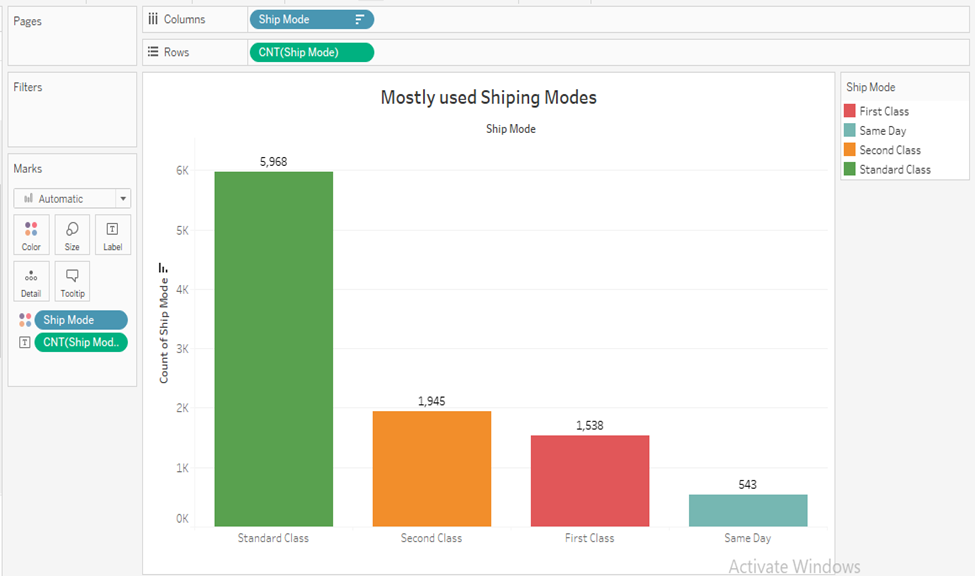 Pages
Columns
Ship Mode
Rows
CNT(Ship Mode)
Filters
Marks
Automatic
Color
Size
Label
Detail
Tooltip
Ship Mode
CNT(Ship Mod..
Mostly used Shiping Modes
Ship Mode
Count of Ship Mode
6K
5K
4K
3K
2K
1K
0K
5,968
1,945
1,538
543
Standard Class
Second Class
First Class
Same Day
Ship Mode
First Class
Same Day
Second Class
Standard Class
Activate Windows